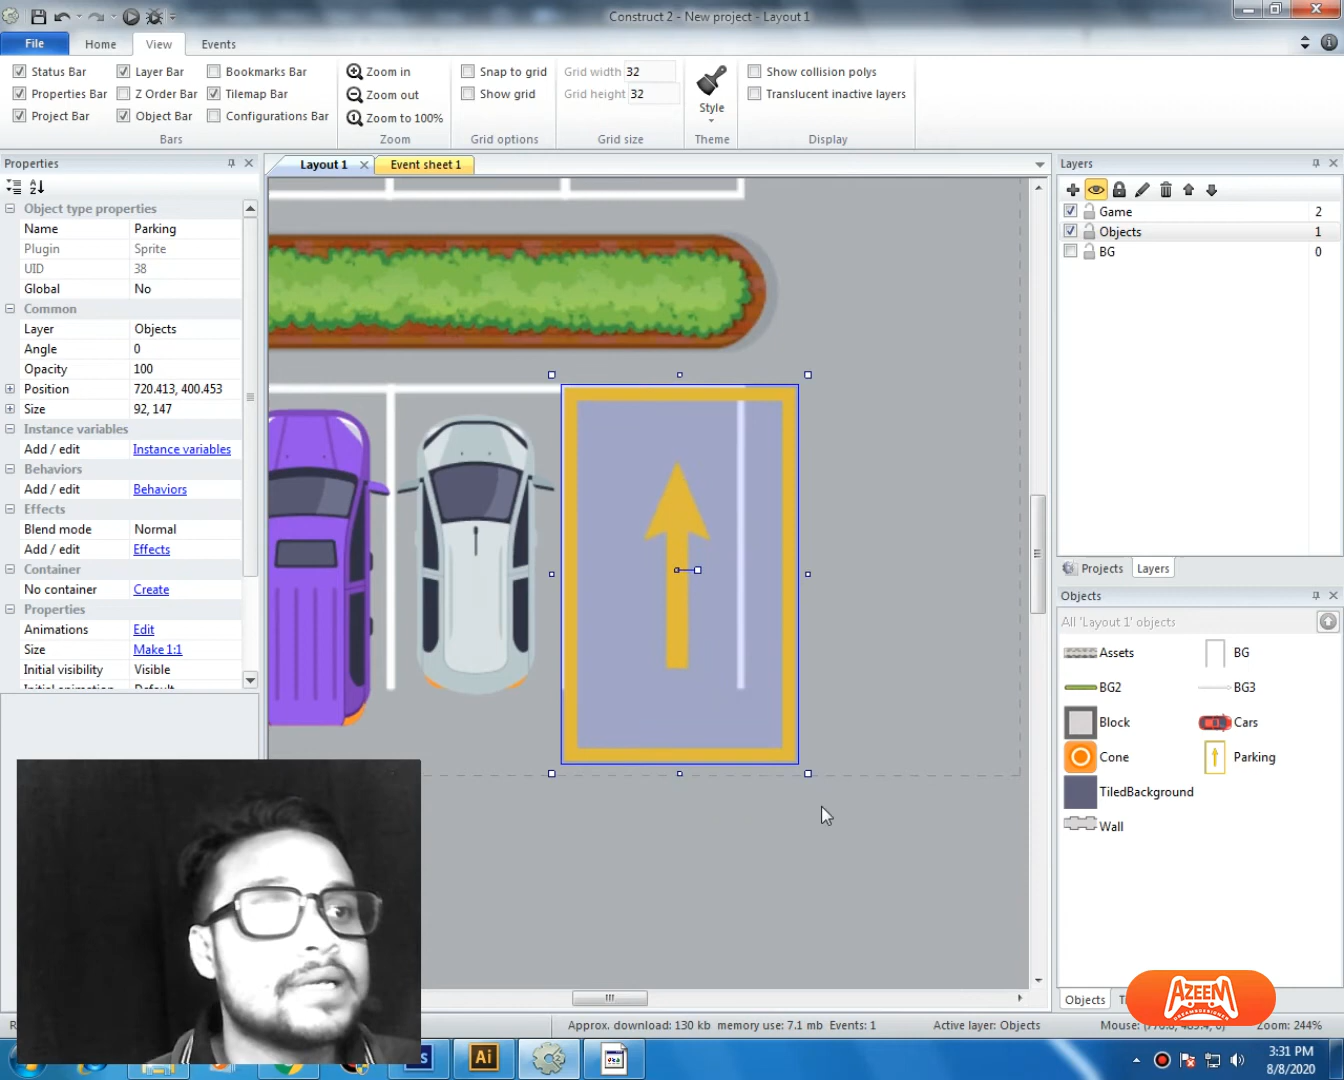 Construct 2 - New project - Layout 1
File
Home
View
Events
Status Bar
Layer Bar
Bookmarks Bar
Zoom in
Snap to grid
Grid width 32
Show collision polys
Properties Bar
Z Order Bar
Tilemap Bar
Zoom out
Show grid
Grid height 32
Translucent inactive layers
Project Bar
Object Bar
Configurations Bar
Zoom to 100%
Style
Bars
Zoom
Grid options
Grid size
Theme
Display
Properties
Layout 1
Event sheet 1
Layers
Object type properties
Name Parking
Plugin Sprite
UID 38
Global No
Common
Layer Objects
Angle 0
Opacity 100
Position 720.413, 400.453
Size 92, 147
Instance variables
Add / edit Instance variables
Behaviors
Add / edit Behaviors
Effects
Blend mode Normal
Add / edit Effects
Container
No container Create
Properties
Animations Edit
Size Make 1:1
Initial visibility Visible
Initial animation Default
Game 2
Objects 1
BG 0
Projects
Layers
Objects
All 'Layout 1' objects
Assets
BG
BG2
BG3
Block
Cars
Cone
Parking
TiledBackground
Wall
AZEEM
Objects
Approx. download: 130 kb memory use: 7.1 mb Events: 1
Active layer: Objects
Mouse:
Zoom: 244%
Ai
3:31 PM
8/8/2020